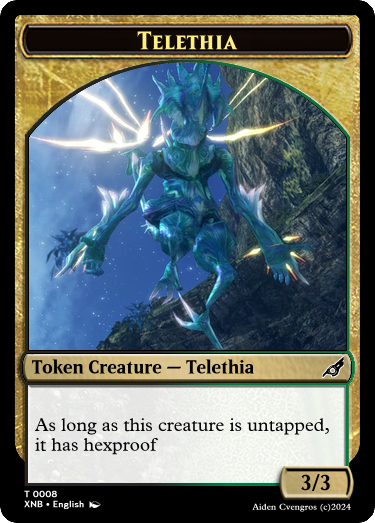 Telethia
Token Creature — Telethia
As long as this creature is untapped,
it has hexproof
3/3
T 0008
XNB • English
Aiden Cvengros (c)2024